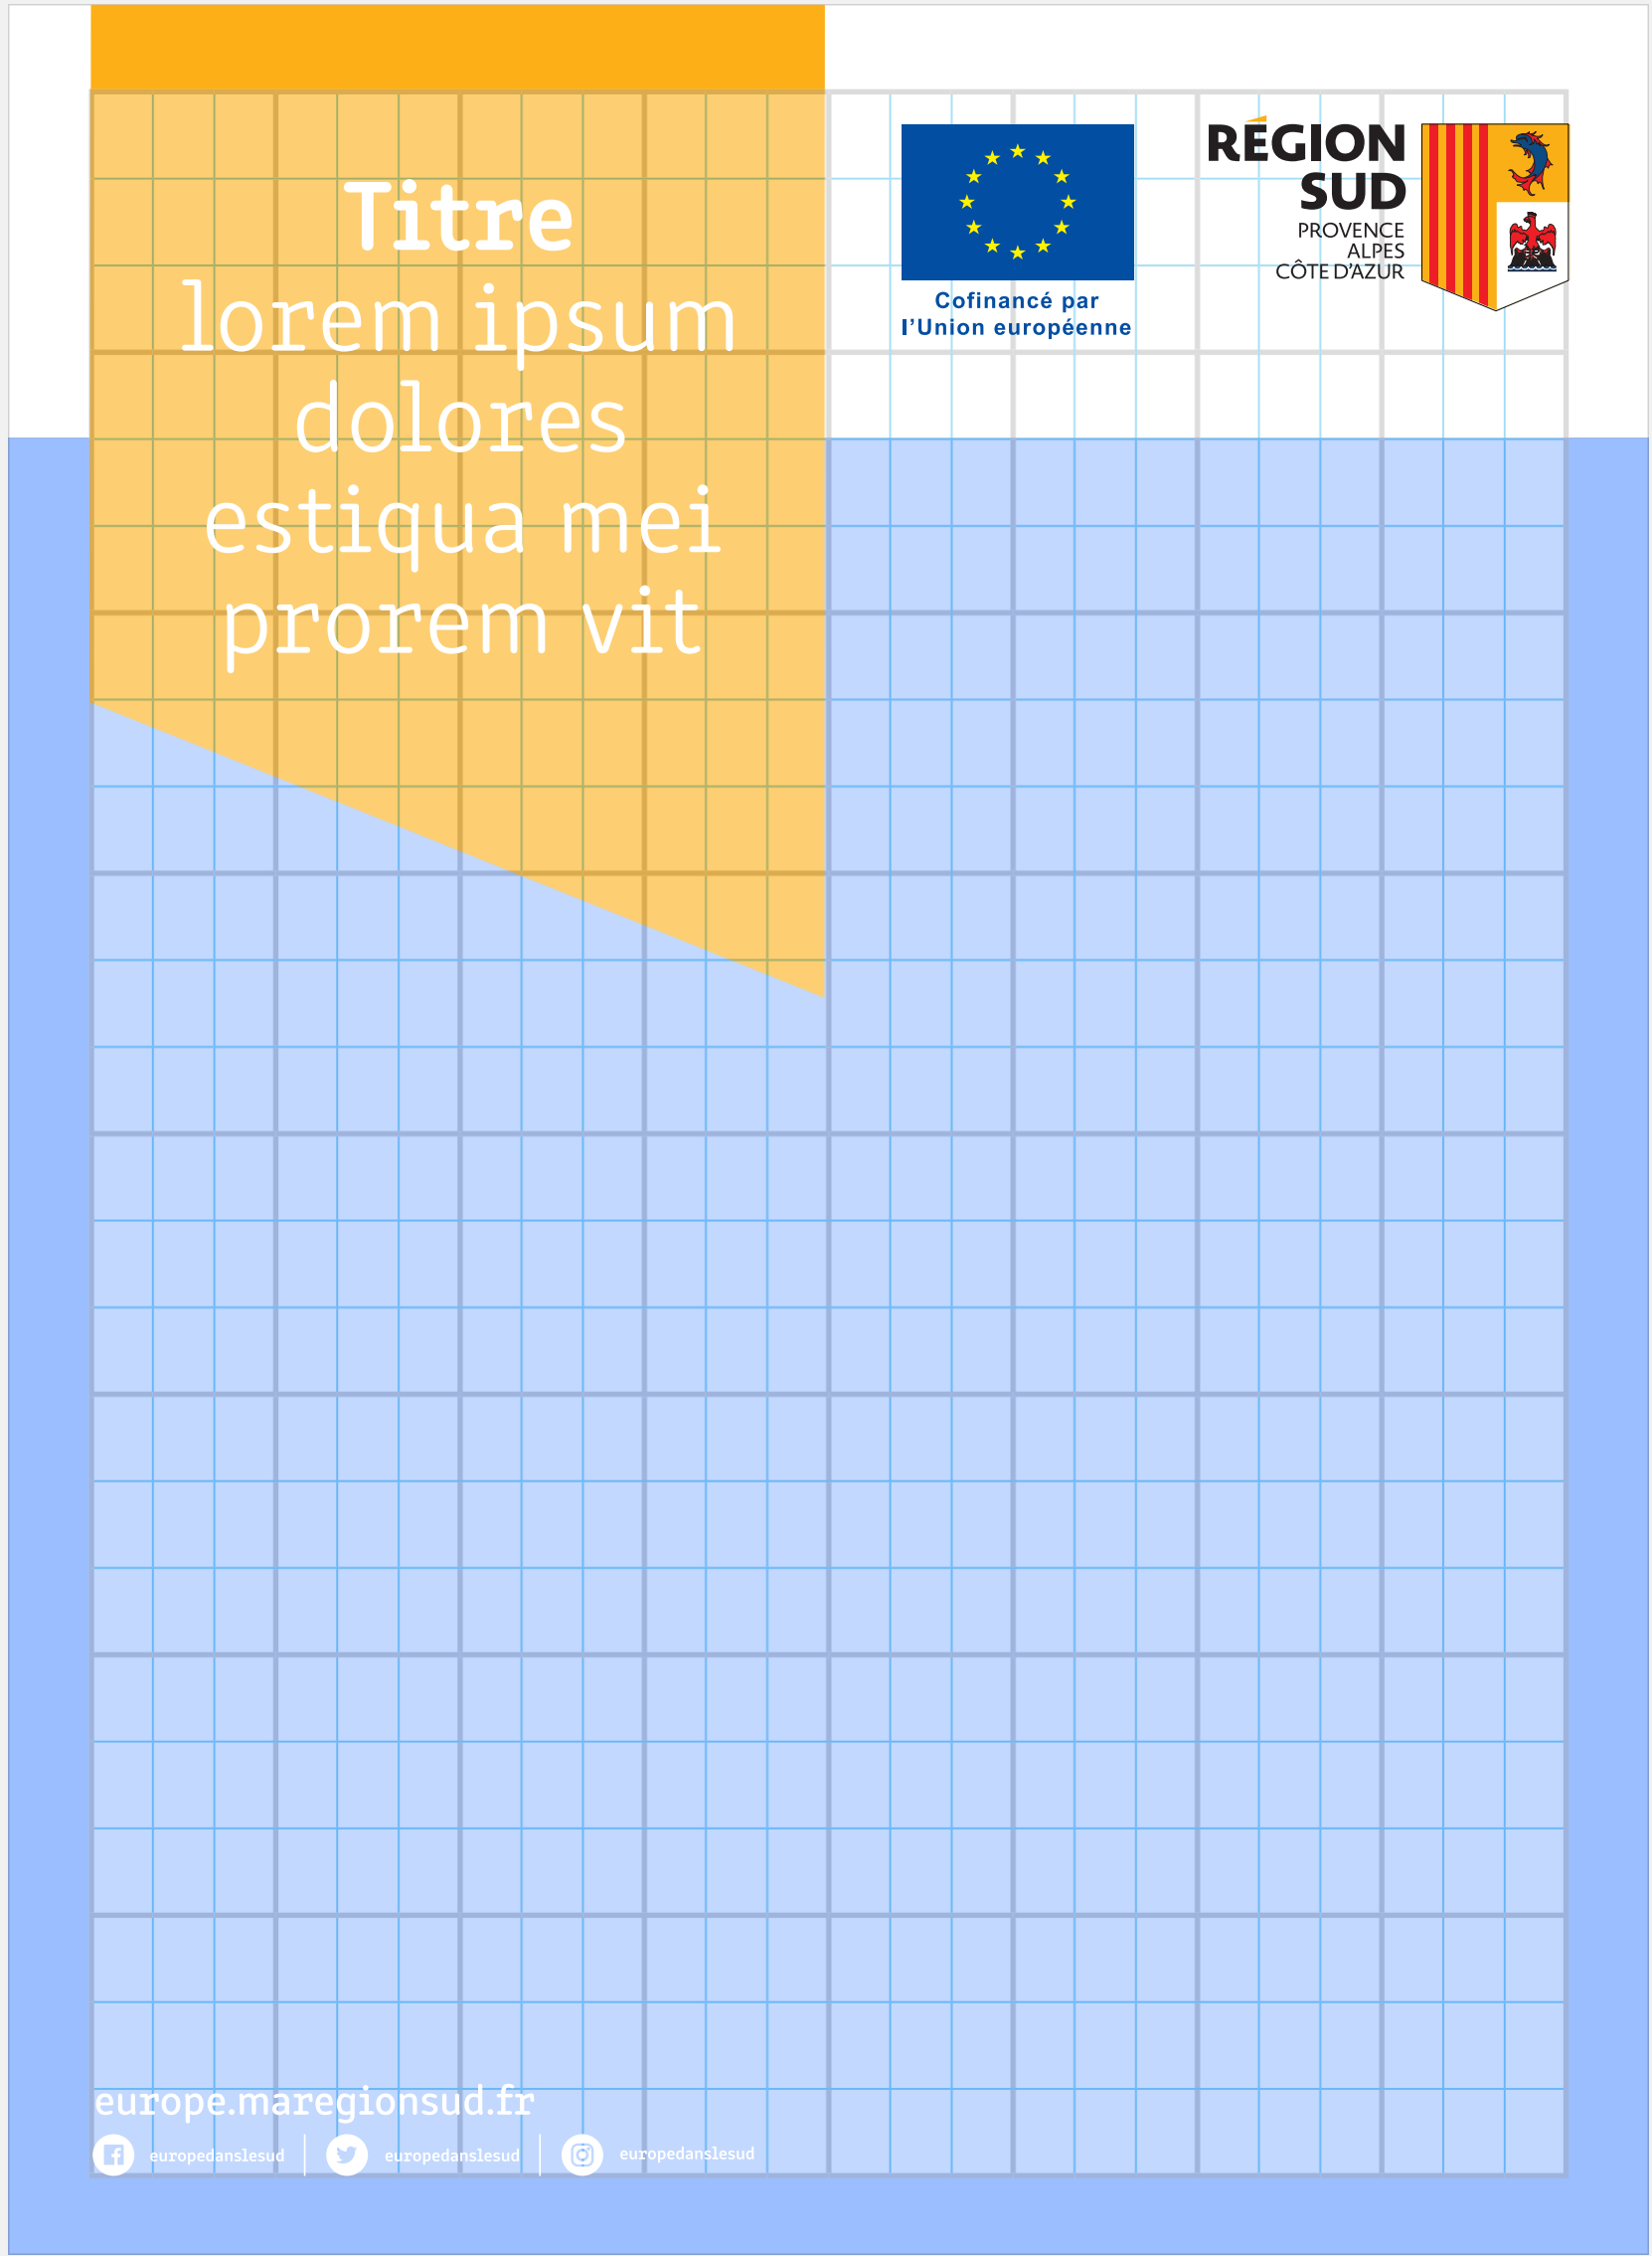 Titre
lorem ipsum
dolores
estiqua mei
prorem vit
Cofinancé par
l’Union européenne
RÉGION
SUD
PROVENCE
ALPES
CÔTE D’AZUR
europe.maregionsud.fr
europedanslesud europedanslesud europedanslesud